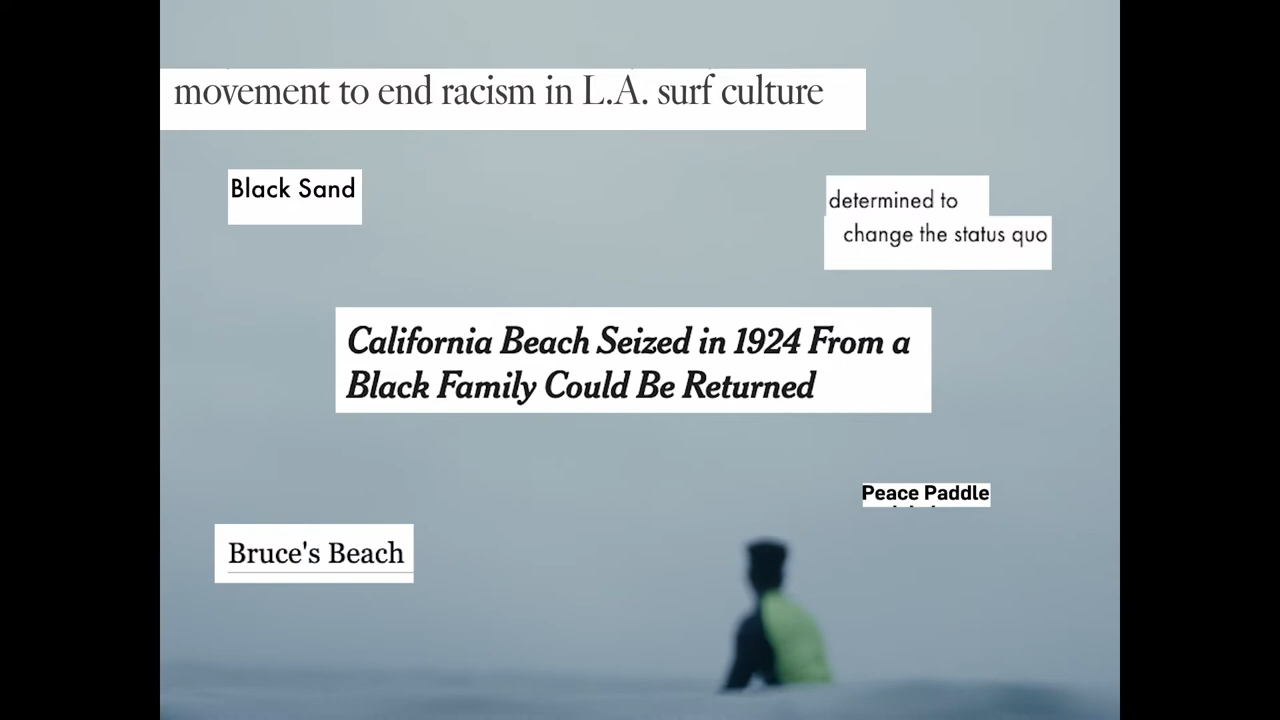 movement to end racism in L.A. surf culture
Black Sand
determined to
change the status quo
California Beach Seized in 1924 From a
Black Family Could Be Returned
Peace Paddle
Bruce's Beach